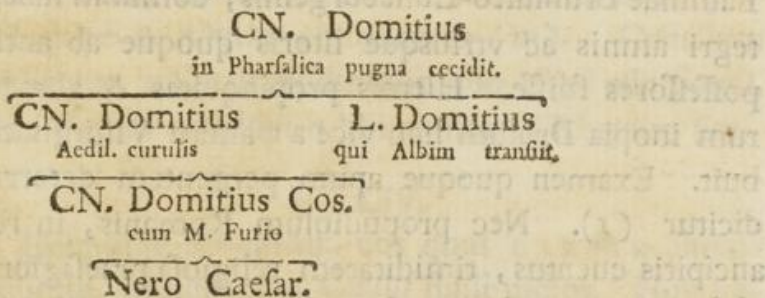 CN. Domitius
in Pharſalica pugna cecidit.
CN. Domitius L. Domitius
Aedil. curulis qui Albim tranſiit.
CN. Domitius Cos.
cum M. Furio
Nero Caeſar.